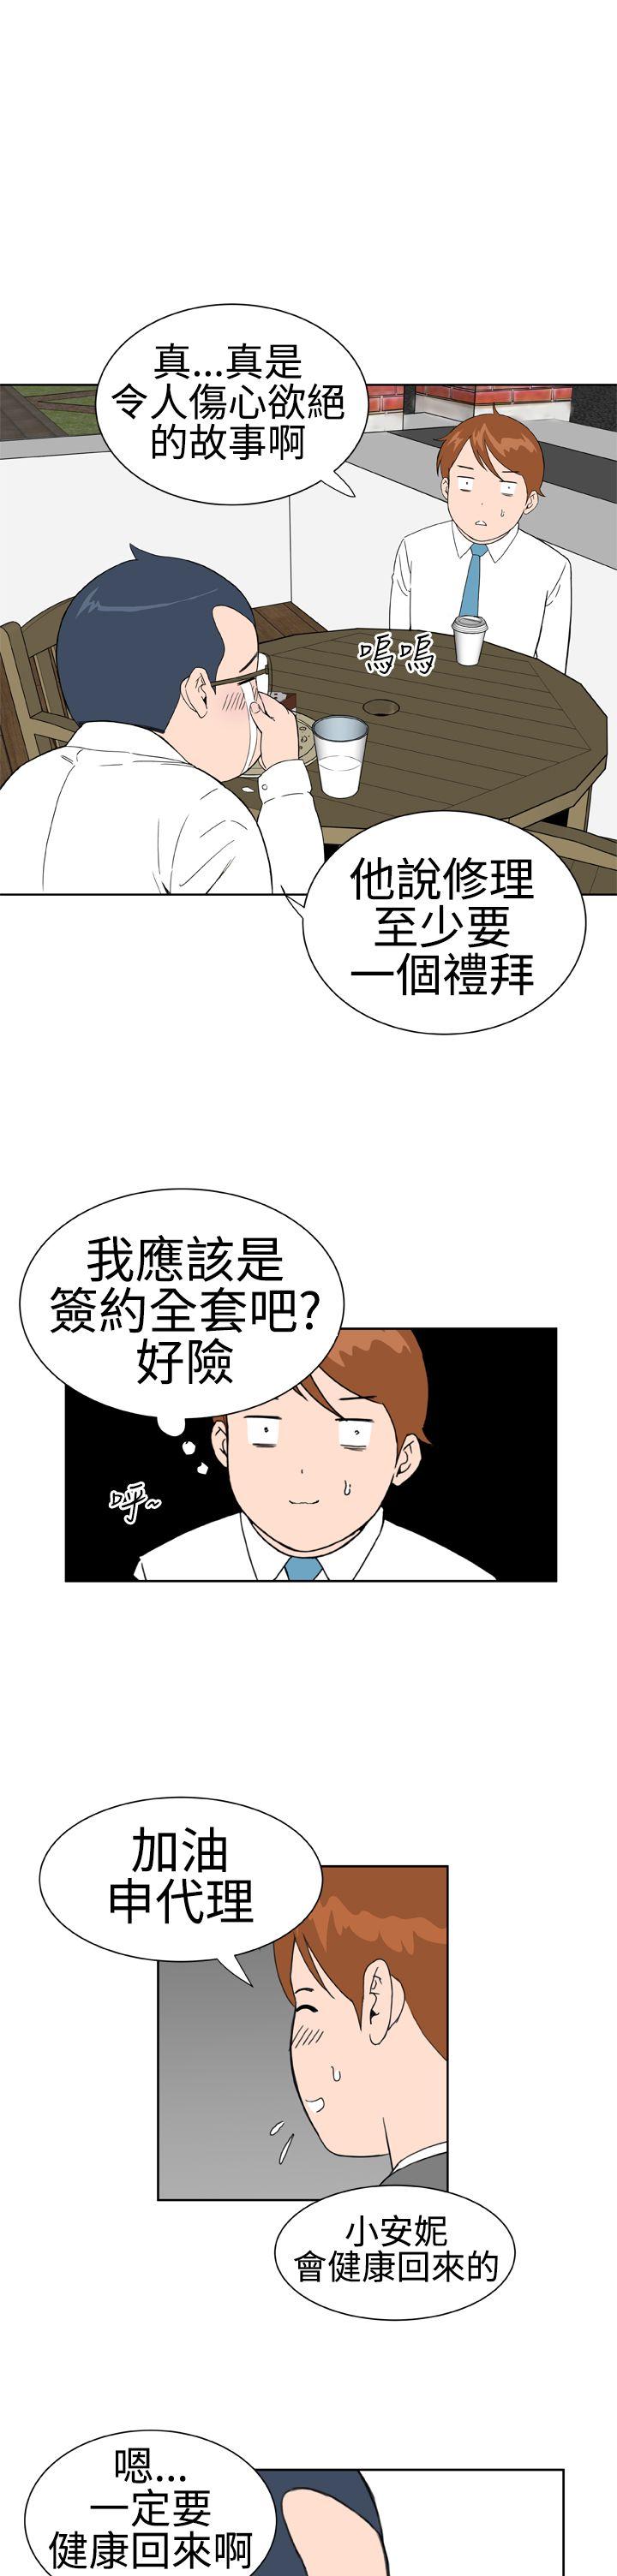 真...真是
令人傷心欲絕
的故事啊
嗚嗚
他說修理
至少要
一個禮拜
我應該是
簽約全套吧?
好險
呼~
加油
申代理
小安妮
會健康回來的
嗯...
一定要
健康回來啊